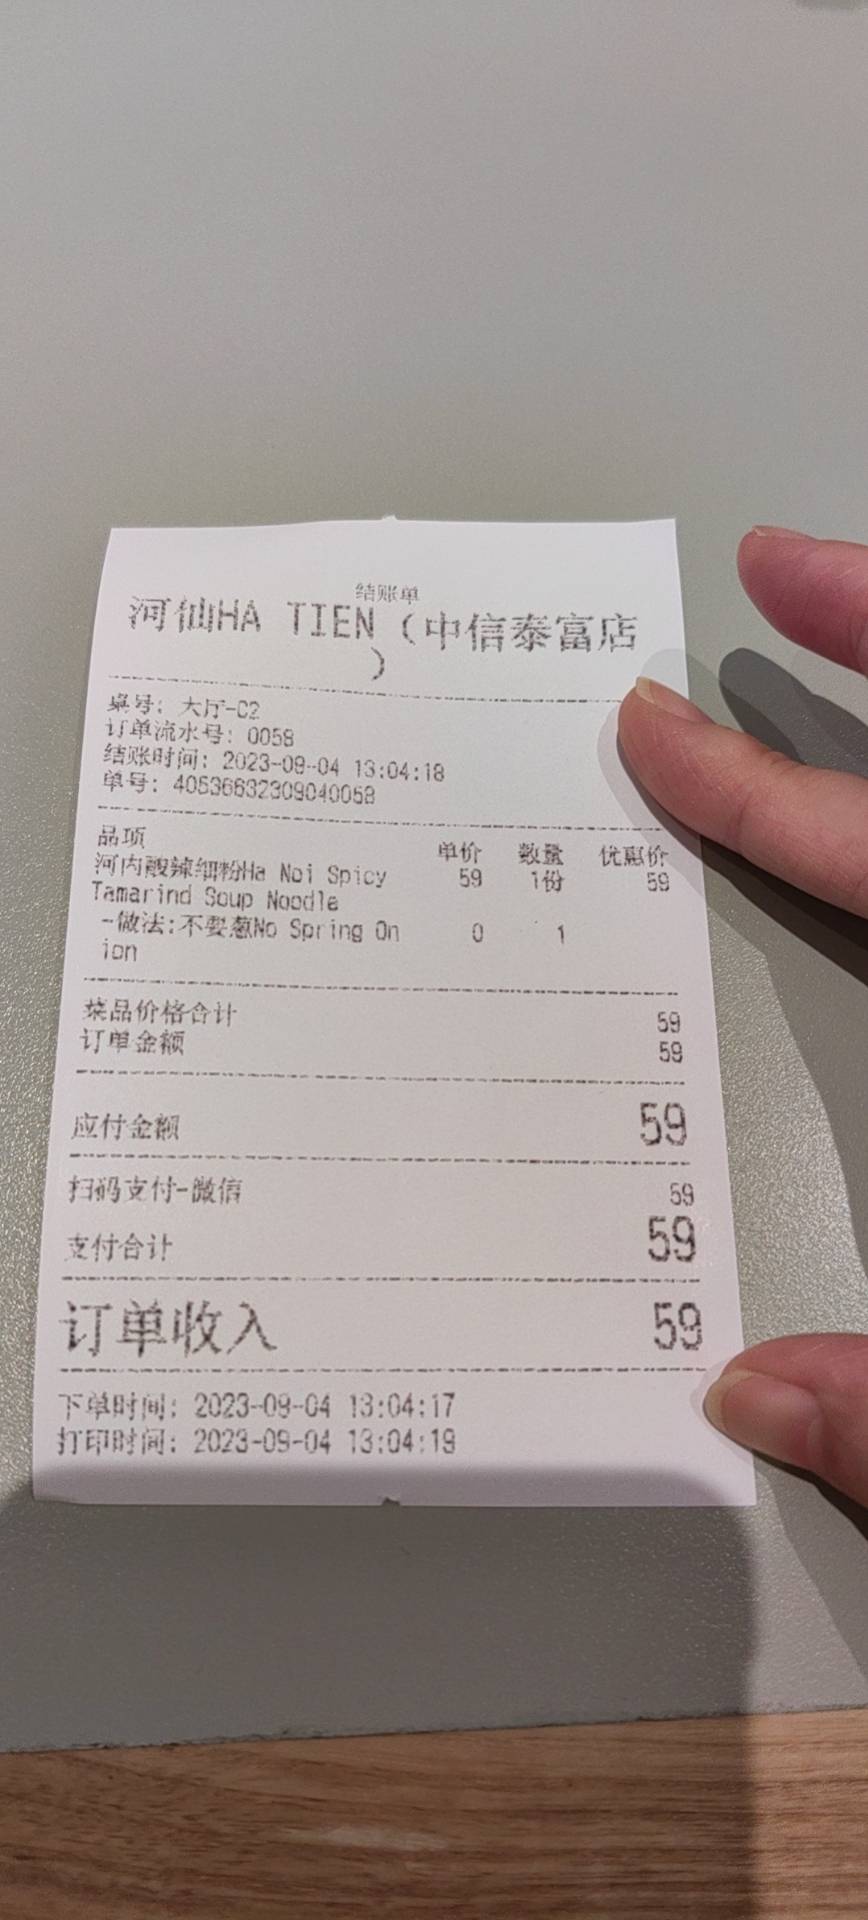 结账单
河仙HA TIEN（中信泰富店
）
桌号: 大厅-C2
订单流水号: 0058
结账时间: 2023-09-04 13:04:18
单号: 40536632309040058
品项 单价 数量 优惠价
河内酸辣细粉Ha Noi Spicy 59 1份 59
Tamarind Soup Noodle
-做法:不要葱No Spring On 0 1
ion
菜品价格合计 59
订单金额 59
应付金额 59
扫码支付-微信 59
支付合计 59
订单收入 59
下单时间: 2023-09-04 13:04:17
打印时间: 2023-09-04 13:04:19